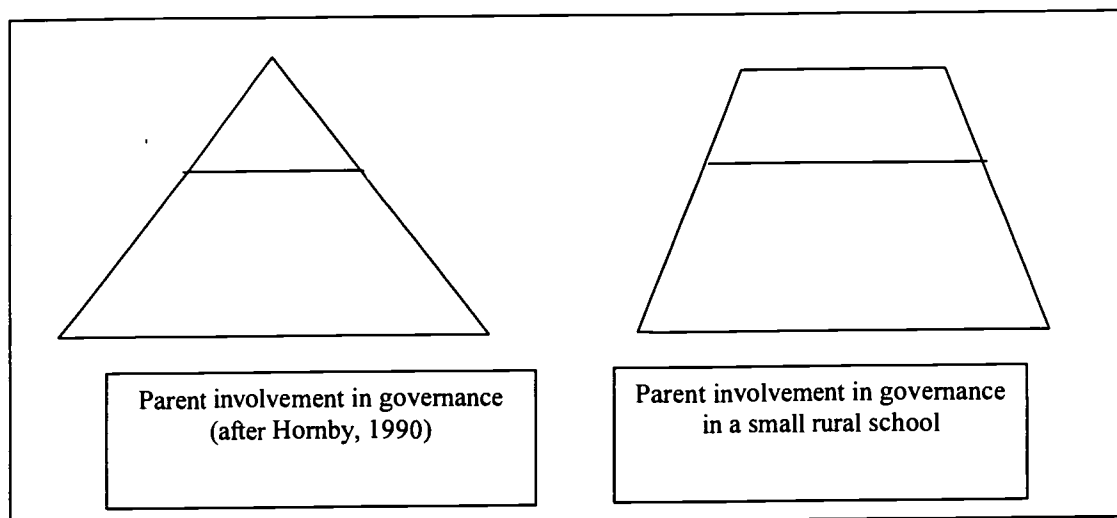 Parent involvement in governance
(after Hornby, 1990)
Parent involvement in governance
in a small rural school